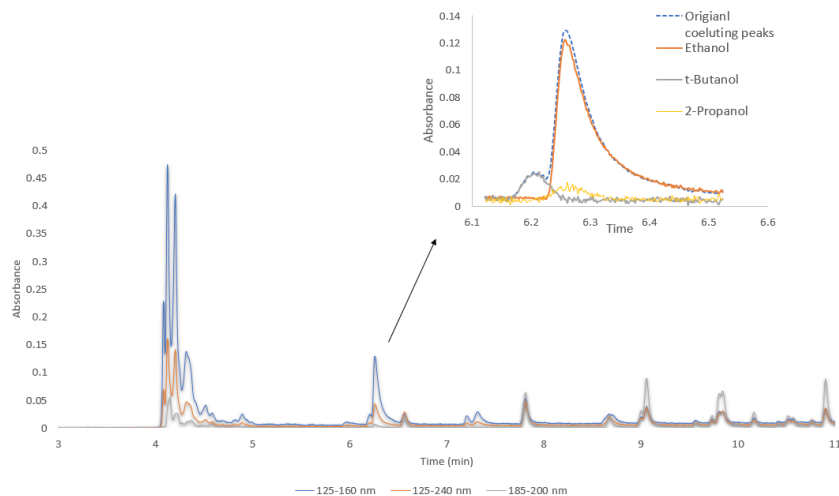 0.14
0.12
0.1
0.08
0.06
0.04
0.02
0
Absorbance
6.1
6.2
6.3
6.4
6.5
6.6
Time
Origianl
coeluting peaks
Ethanol
t-Butanol
2-Propanol
0.5
0.45
0.4
0.35
0.3
0.25
0.2
0.15
0.1
0.05
0
Absorbance
3
4
5
6
7
8
9
10
11
Time (min)
125-160 nm
125-240 nm
185-200 nm